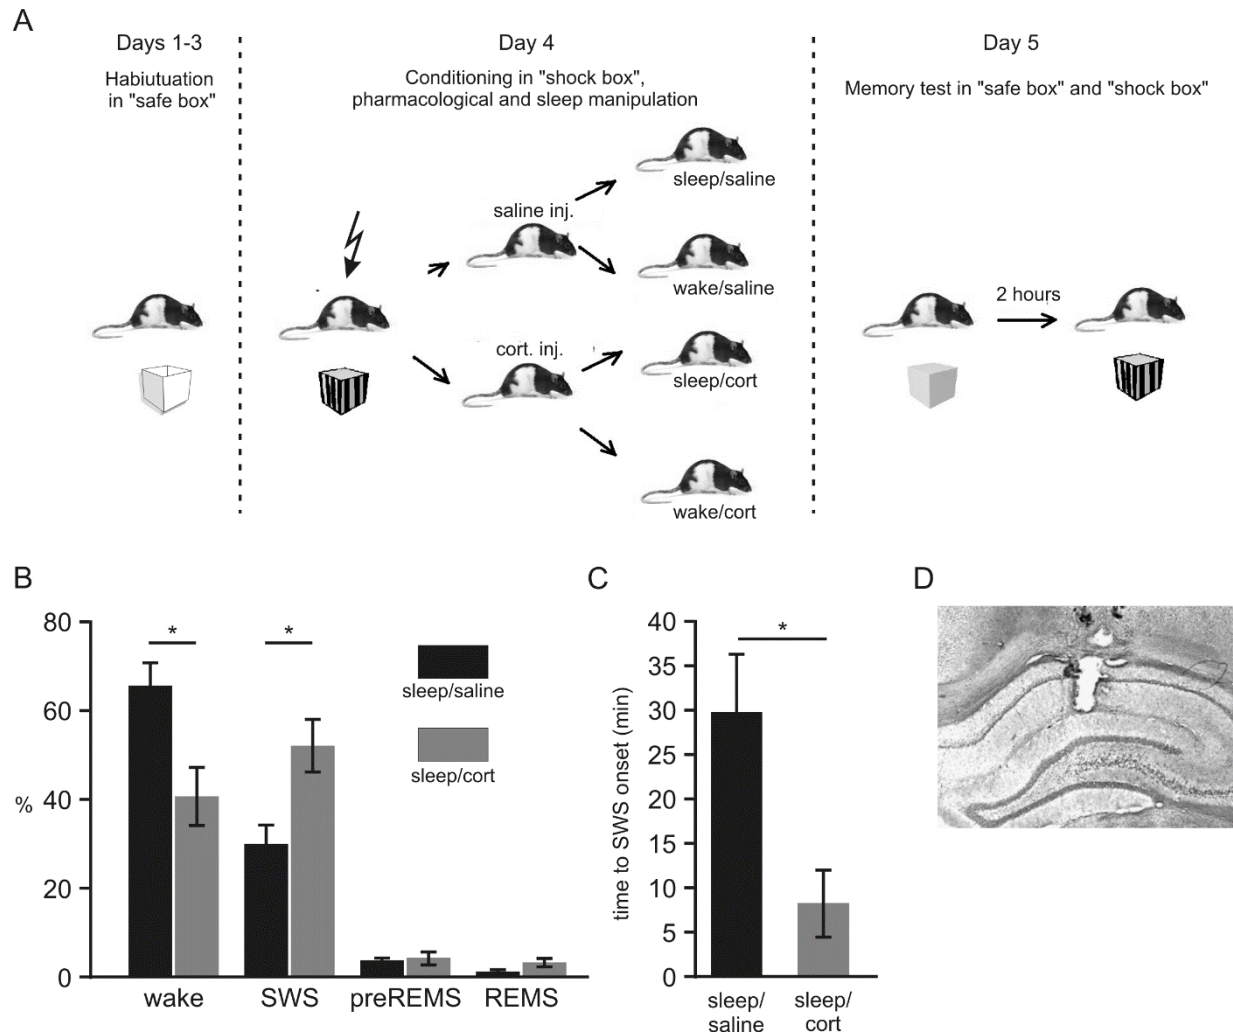 A
Days 1-3
Habiutuation
in "safe box"
Day 4
Conditioning in "shock box",
pharmacological and sleep manipulation
Day 5
Memory test in "safe box" and "shock box"
saline inj.
cort. inj.
sleep/saline
wake/saline
sleep/cort
wake/cort
2 hours
B
80
60
%
40
20
0
*
*
sleep/saline
sleep/cort
wake
SWS
preREMS
REMS
C
time to SWS onset (min)
40
35
30
25
20
15
10
5
0
*
sleep/
saline
sleep/
cort
D